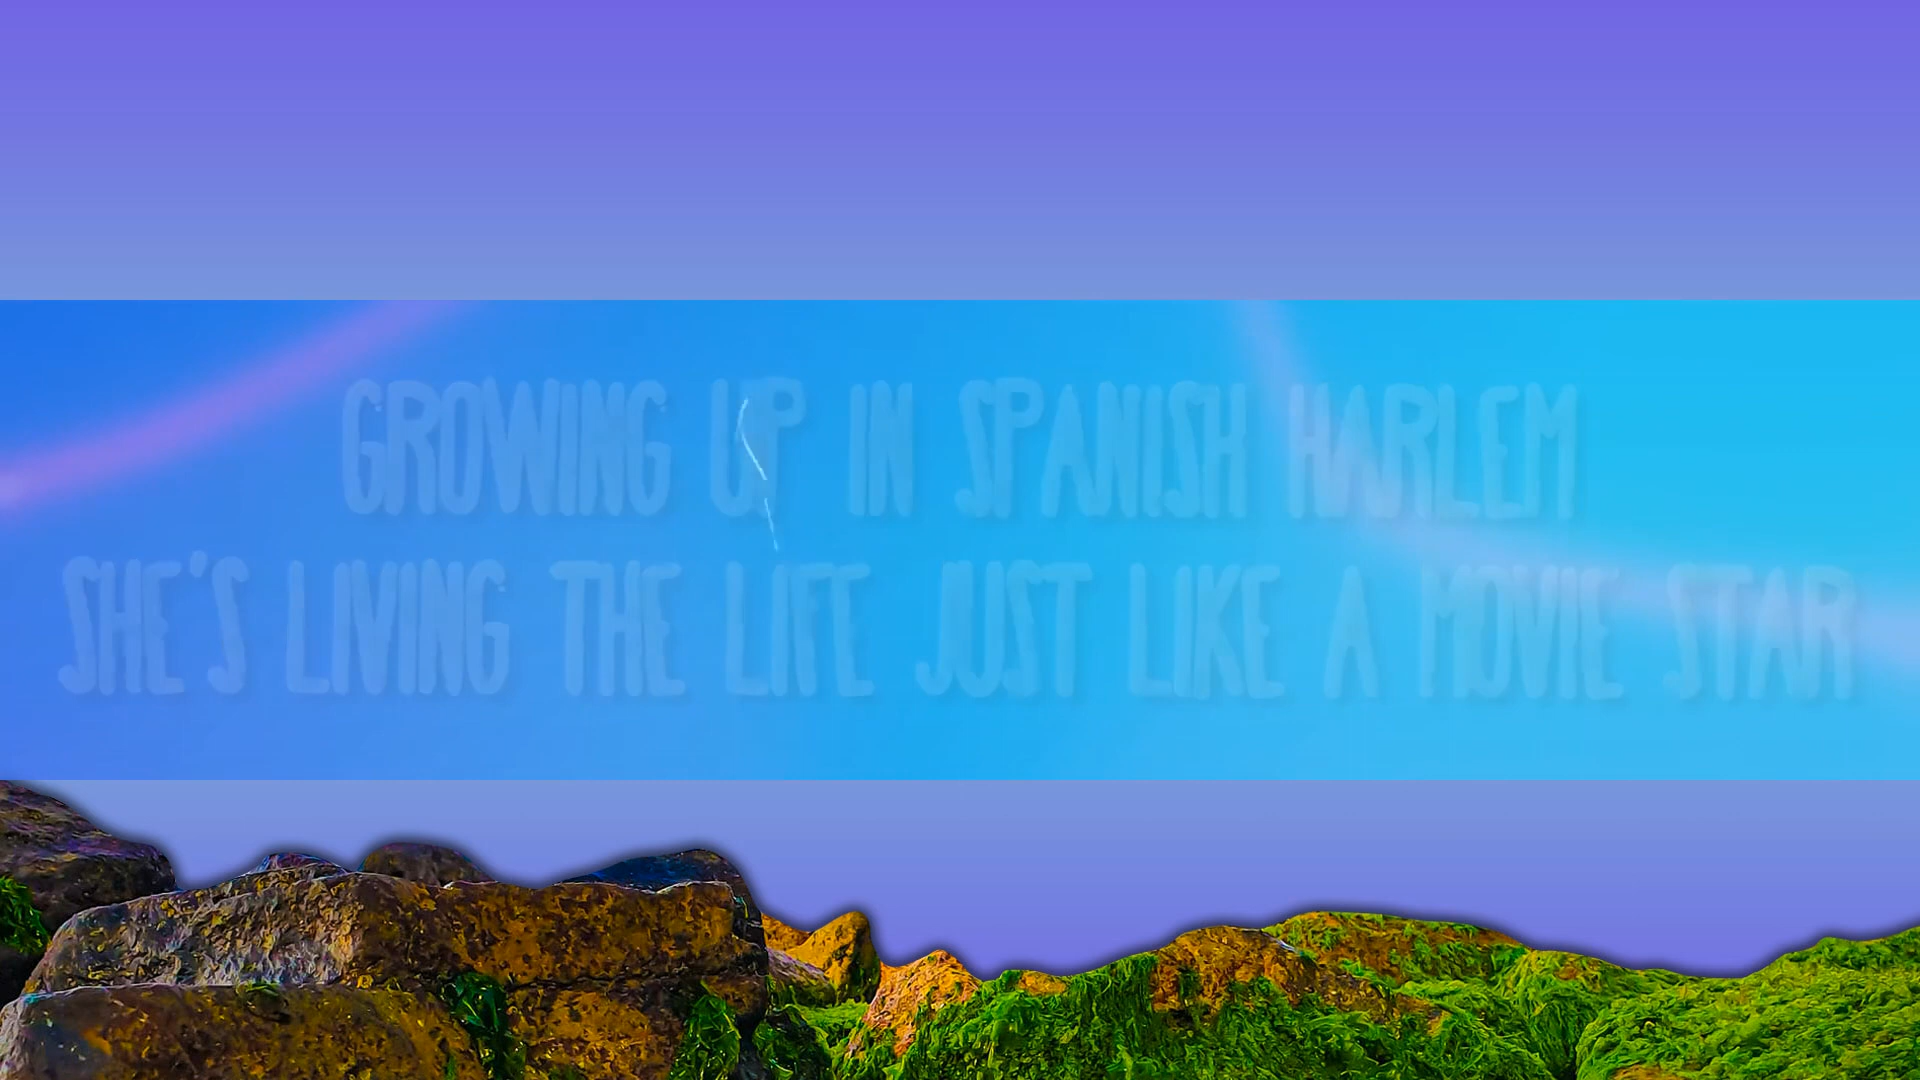 GROWING UP IN SPANISH HARLEM
SHE'S LIVING THE LIFE JUST LIKE A MOVIE STAR